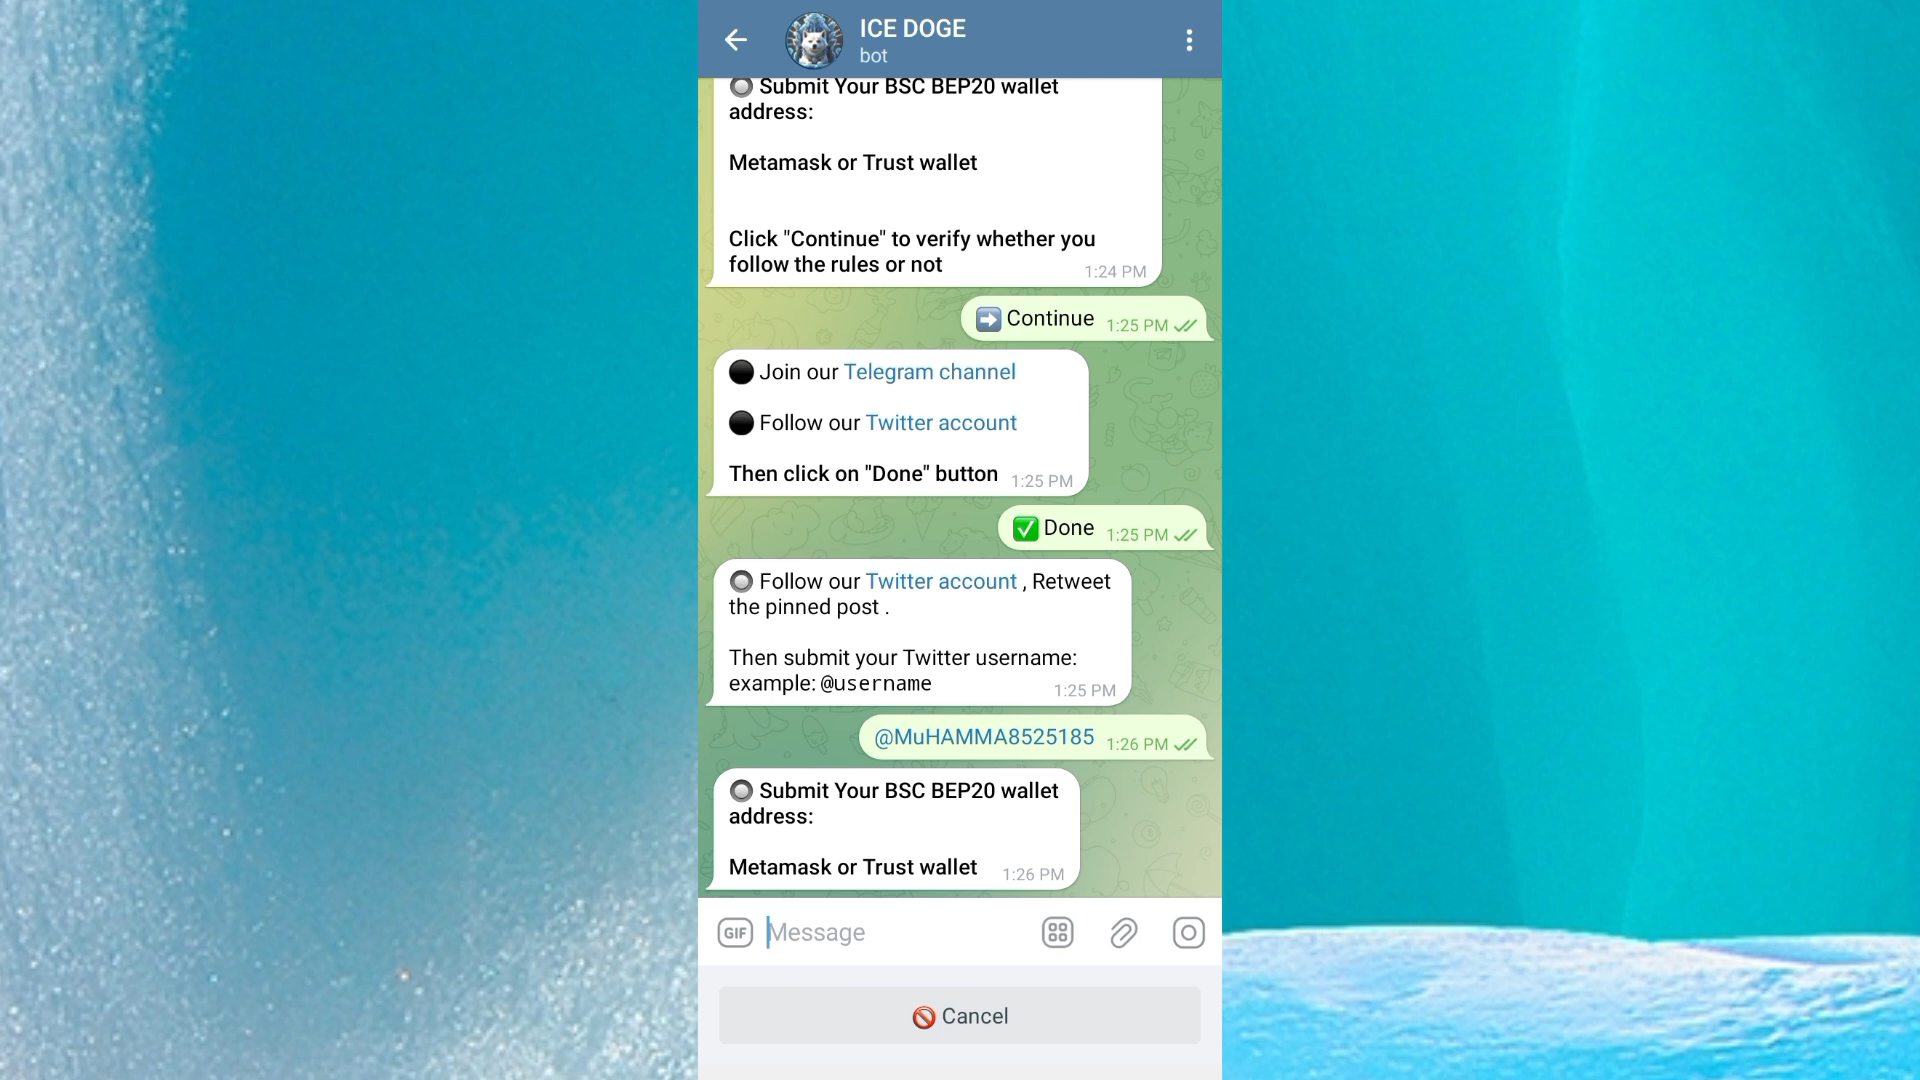 ICE DOGE
bot
Submit Your BSC BEP20 wallet
address:
Metamask or Trust wallet
Click "Continue" to verify whether you
follow the rules or not
1:24 PM
Continue
1:25 PM
Join our Telegram channel
Follow our Twitter account
Then click on "Done" button
1:25 PM
Done
1:25 PM
Follow our Twitter account , Retweet
the pinned post .
Then submit your Twitter username:
example: @username
1:25 PM
@MuHAMMA8525185
1:26 PM
Submit Your BSC BEP20 wallet
address:
Metamask or Trust wallet
1:26 PM
GIF
Message
Cancel